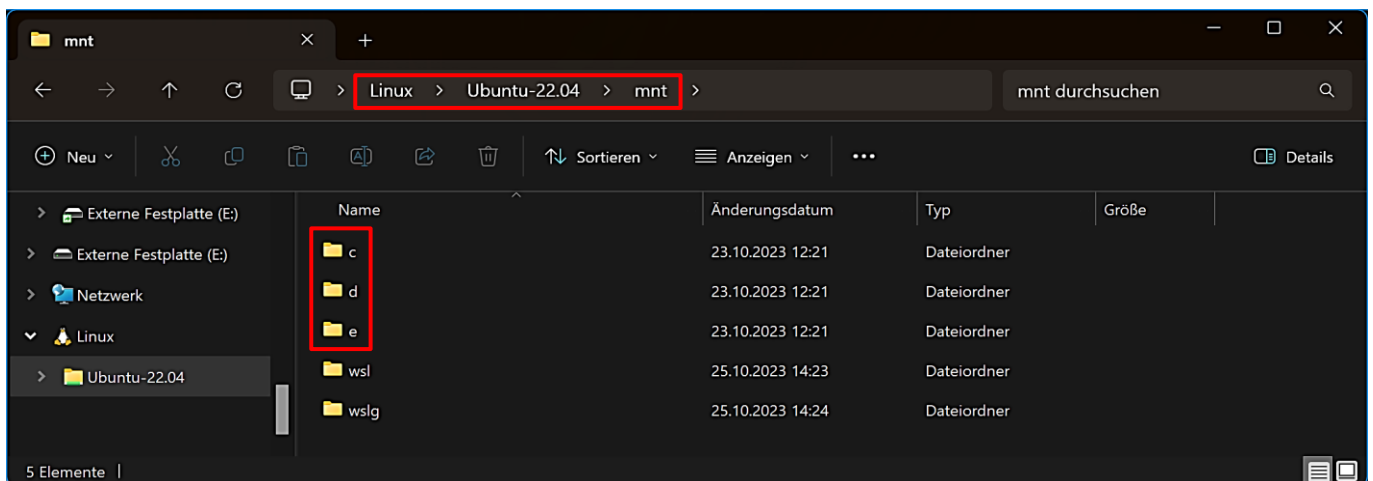 mnt
Linux > Ubuntu-22.04 > mnt >
mnt durchsuchen
Neu
Sortieren
Anzeigen
Details
Externe Festplatte (E:)
Externe Festplatte (E:)
Netzwerk
Linux
Ubuntu-22.04
Name Änderungsdatum Typ Größe
c 23.10.2023 12:21 Dateiordner
d 23.10.2023 12:21 Dateiordner
e 23.10.2023 12:21 Dateiordner
wsl 25.10.2023 14:23 Dateiordner
wslg 25.10.2023 14:24 Dateiordner
5 Elemente